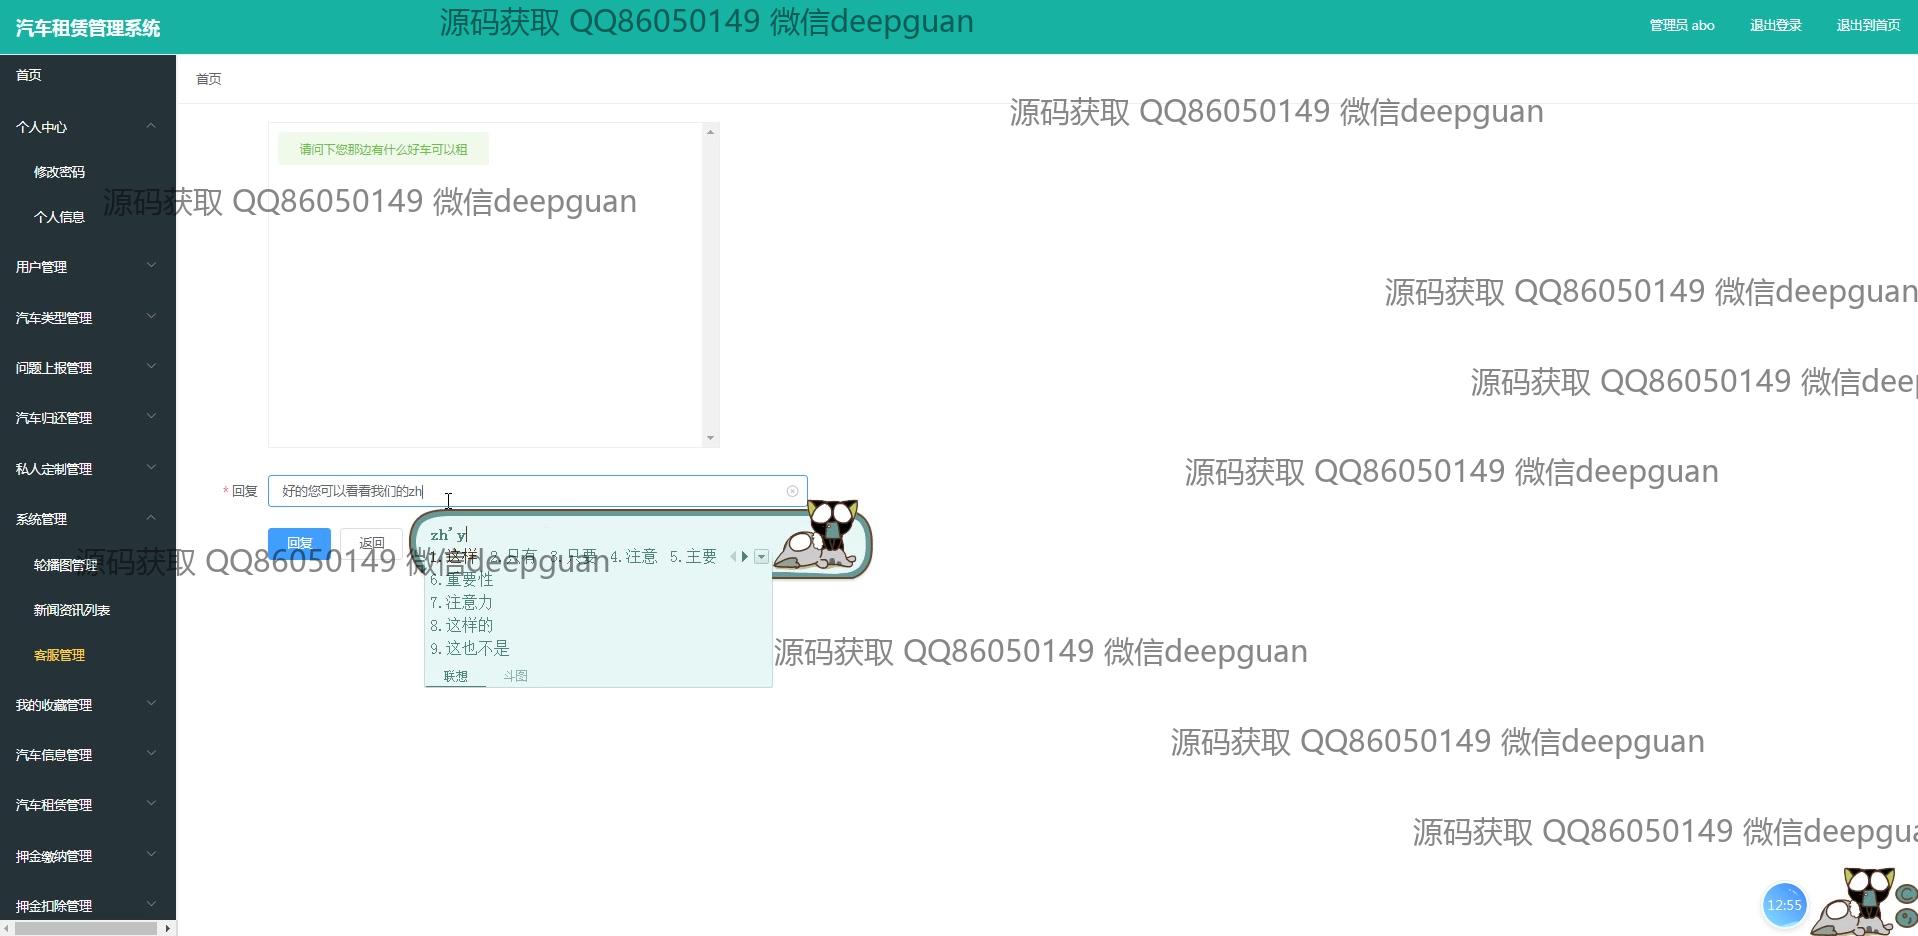 汽车租赁管理系统
源码获取 QQ86050149 微信deepguan
管理员 abo
退出登录
退出到首页
首页
首页
个人中心
源码获取 QQ86050149 微信deepguan
请问下您那边有什么好车可以租
修改密码
源码获取 QQ86050149 微信deepguan
个人信息
用户管理
源码获取 QQ86050149 微信deepguan
汽车类型管理
问题上报管理
源码获取 QQ86050149 微信deep
汽车归还管理
私人定制管理
源码获取 QQ86050149 微信deepguan
* 回复 好的您可以看看我们的zh
系统管理
回复
返回
zh'y
1.这样 2.只有 3.只要 4.注意 5.主要
轮播图管理
源码获取 QQ86050149 微信deepguan
6.重要性
7.注意力
新闻资讯列表
8.这样的
9.这也不是
客服管理
源码获取 QQ86050149 微信deepguan
联想 斗图
我的收藏管理
汽车信息管理
源码获取 QQ86050149 微信deepguan
汽车租赁管理
源码获取 QQ86050149 微信deepgua
押金缴纳管理
押金扣除管理
12:55